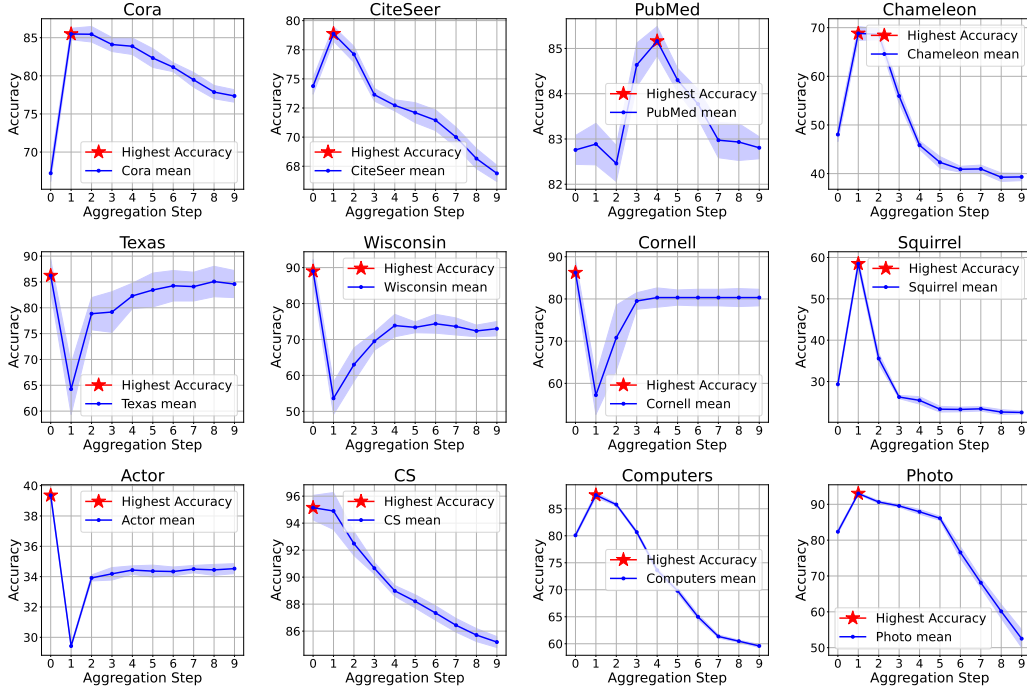 Cora
Accuracy
85
80
75
70
Highest Accuracy
Cora mean
0 1 2 3 4 5 6 7 8 9
Aggregation Step
CiteSeer
Accuracy
80
78
75
72
70
68
Highest Accuracy
CiteSeer mean
0 1 2 3 4 5 6 7 8 9
Aggregation Step
PubMed
Accuracy
85
84
83
82
Highest Accuracy
PubMed mean
0 1 2 3 4 5 6 7 8 9
Aggregation Step
Chameleon
Accuracy
70
60
50
40
Highest Accuracy
Chameleon mean
0 1 2 3 4 5 6 7 8 9
Aggregation Step
Texas
Accuracy
90
85
80
75
70
65
60
Highest Accuracy
Texas mean
0 1 2 3 4 5 6 7 8 9
Aggregation Step
Wisconsin
Accuracy
90
80
70
60
50
Highest Accuracy
Wisconsin mean
0 1 2 3 4 5 6 7 8 9
Aggregation Step
Cornell
Accuracy
90
80
70
60
Highest Accuracy
Cornell mean
0 1 2 3 4 5 6 7 8 9
Aggregation Step
Squirrel
Accuracy
60
50
40
30
Highest Accuracy
Squirrel mean
0 1 2 3 4 5 6 7 8 9
Aggregation Step
Actor
Accuracy
40
38
36
34
32
30
Highest Accuracy
Actor mean
0 1 2 3 4 5 6 7 8 9
Aggregation Step
CS
Accuracy
96
94
92
90
88
86
Highest Accuracy
CS mean
0 1 2 3 4 5 6 7 8 9
Aggregation Step
Computers
Accuracy
85
80
75
70
65
60
Highest Accuracy
Computers mean
0 1 2 3 4 5 6 7 8 9
Aggregation Step
Photo
Accuracy
90
80
70
60
50
Highest Accuracy
Photo mean
0 1 2 3 4 5 6 7 8 9
Aggregation Step